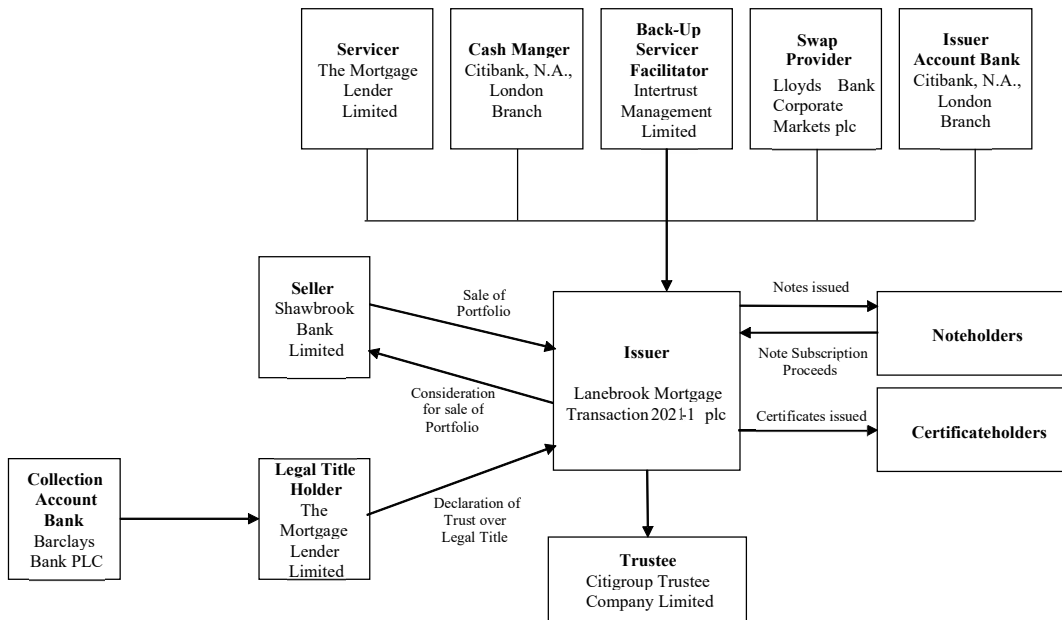 Servicer
The Mortgage
Lender
Limited
Cash Manger
Citibank, N.A.,
London
Branch
Back-Up
Servicer
Facilitator
Intertrust
Management
Limited
Swap
Provider
Lloyds Bank
Corporate
Markets plc
Issuer
Account Bank
Citibank, N.A.,
London
Branch
Seller
Shawbrook
Bank
Limited
Sale of
Portfolio
Consideration
for sale of
Portfolio
Issuer
Lanebrook Mortgage
Transaction 2021-1 plc
Notes issued
Note Subscription
Proceeds
Noteholders
Certificates issued
Certificateholders
Collection
Account
Bank
Barclays
Bank PLC
Legal Title
Holder
The
Mortgage
Lender
Limited
Declaration of
Trust over
Legal Title
Trustee
Citigroup Trustee
Company Limited